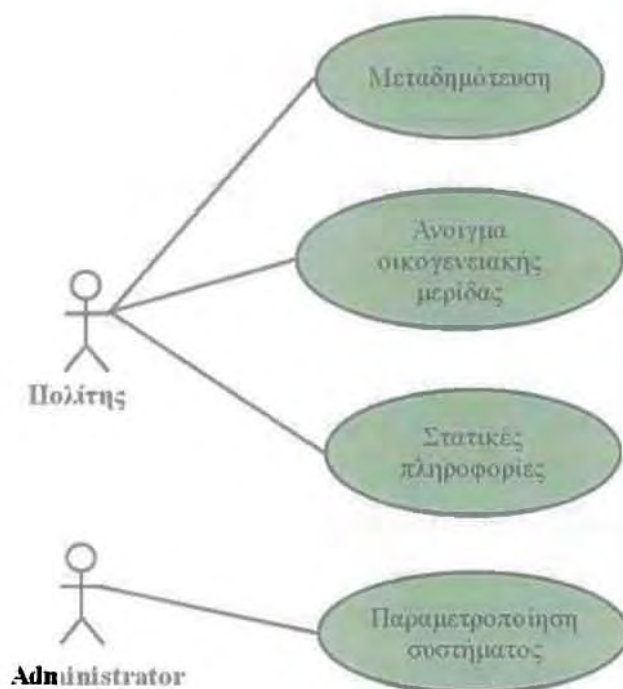 Μεταδημότευση
Άνοιγμα
οικογενειακής
μερίδας
Πολίτης
Στατικές
πληροφορίες
Παραμετροποίηση
συστήματος
Administrator